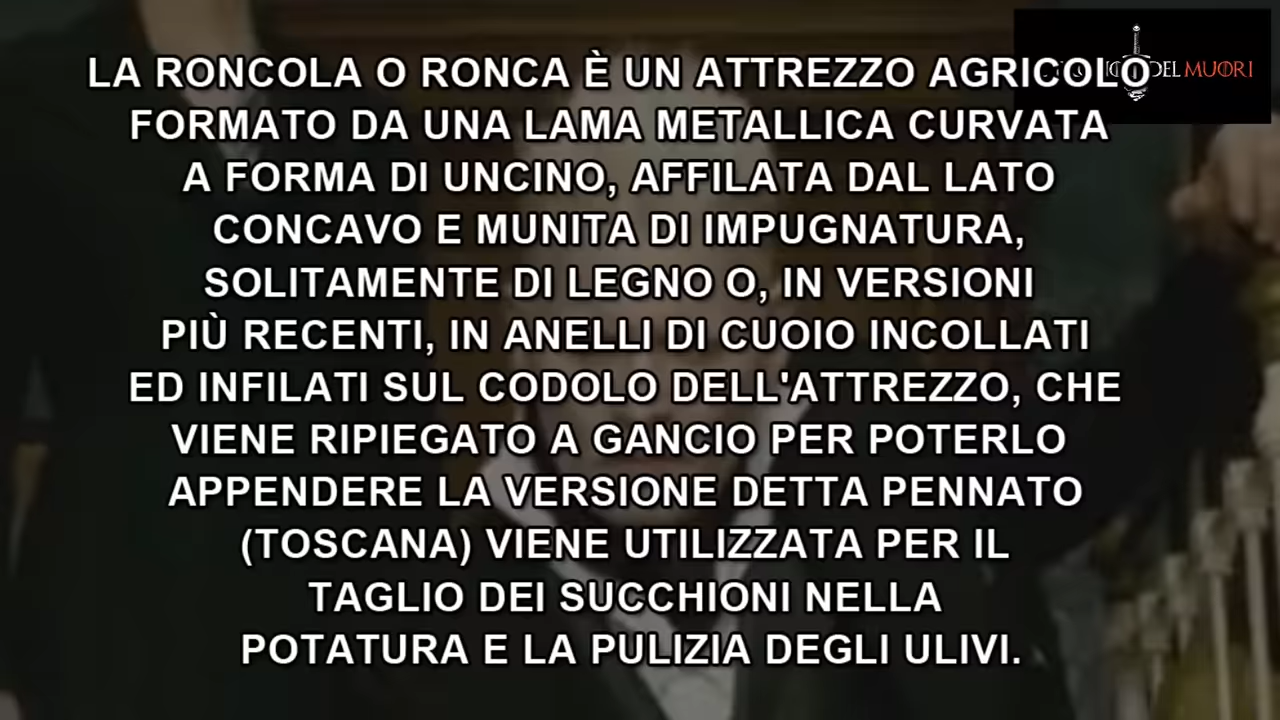 LA RONCOLA O RONCA È UN ATTREZZO AGRICOLO
FORMATO DA UNA LAMA METALLICA CURVATA
A FORMA DI UNCINO, AFFILATA DAL LATO
CONCAVO E MUNITA DI IMPUGNATURA,
SOLITAMENTE DI LEGNO O, IN VERSIONI
PIÙ RECENTI, IN ANELLI DI CUOIO INCOLLATI
ED INFILATI SUL CODOLO DELL'ATTREZZO, CHE
VIENE RIPIEGATO A GANCIO PER POTERLO
APPENDERE LA VERSIONE DETTA PENNATO
(TOSCANA) VIENE UTILIZZATA PER IL
TAGLIO DEI SUCCHIONI NELLA
POTATURA E LA PULIZIA DEGLI ULIVI.
DEL MUORI